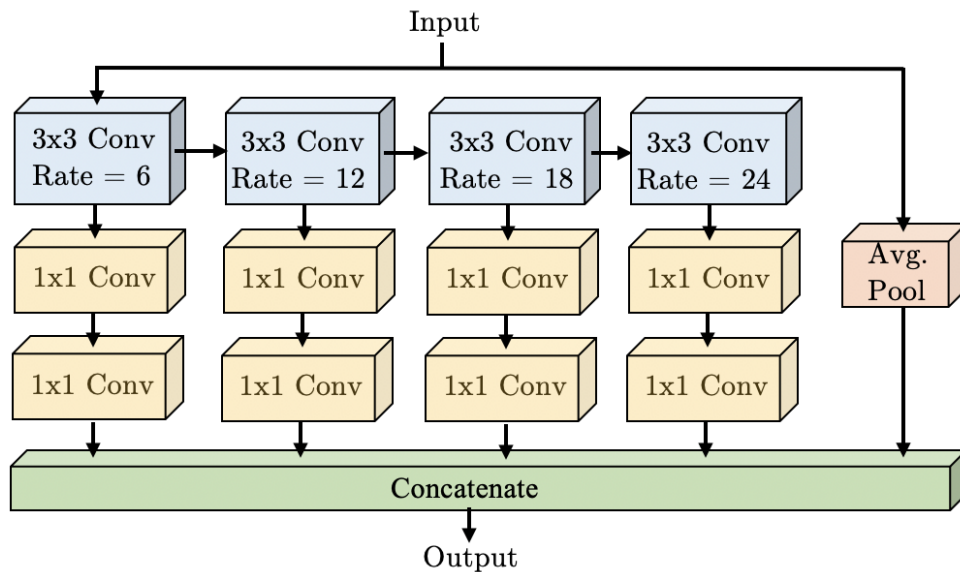 Input
3x3 Conv
Rate = 6
3x3 Conv
Rate = 12
3x3 Conv
Rate = 18
3x3 Conv
Rate = 24
1x1 Conv
1x1 Conv
1x1 Conv
1x1 Conv
Avg.
Pool
1x1 Conv
1x1 Conv
1x1 Conv
1x1 Conv
Concatenate
Output